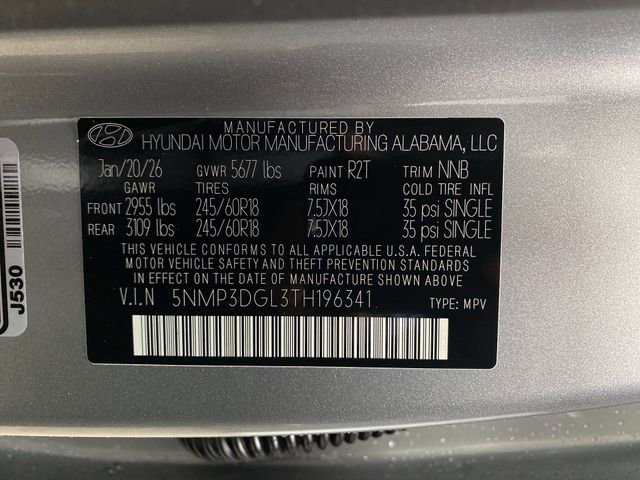 MANUFACTURED BY
HYUNDAI MOTOR MANUFACTURING ALABAMA, LLC
Jan/20/26 GVWR 5677 lbs PAINT R2T TRIM NNB
GAWR TIRES RIMS COLD TIRE INFL
FRONT 2955 lbs 245/60R18 7.5JX18 35 psi SINGLE
REAR 3109 lbs 245/60R18 7.5JX18 35 psi SINGLE
THIS VEHICLE CONFORMS TO APPLICABLE U.S.A. FEDERAL
MOTOR VEHICLE SAFETY AND THEFT PREVENTION STANDARDS
IN EFFECT ON THE DATE OF MANUFACTURE SHOWN ABOVE
V.I.N 5NMP3DGL3TH196341 TYPE: MPV
J530